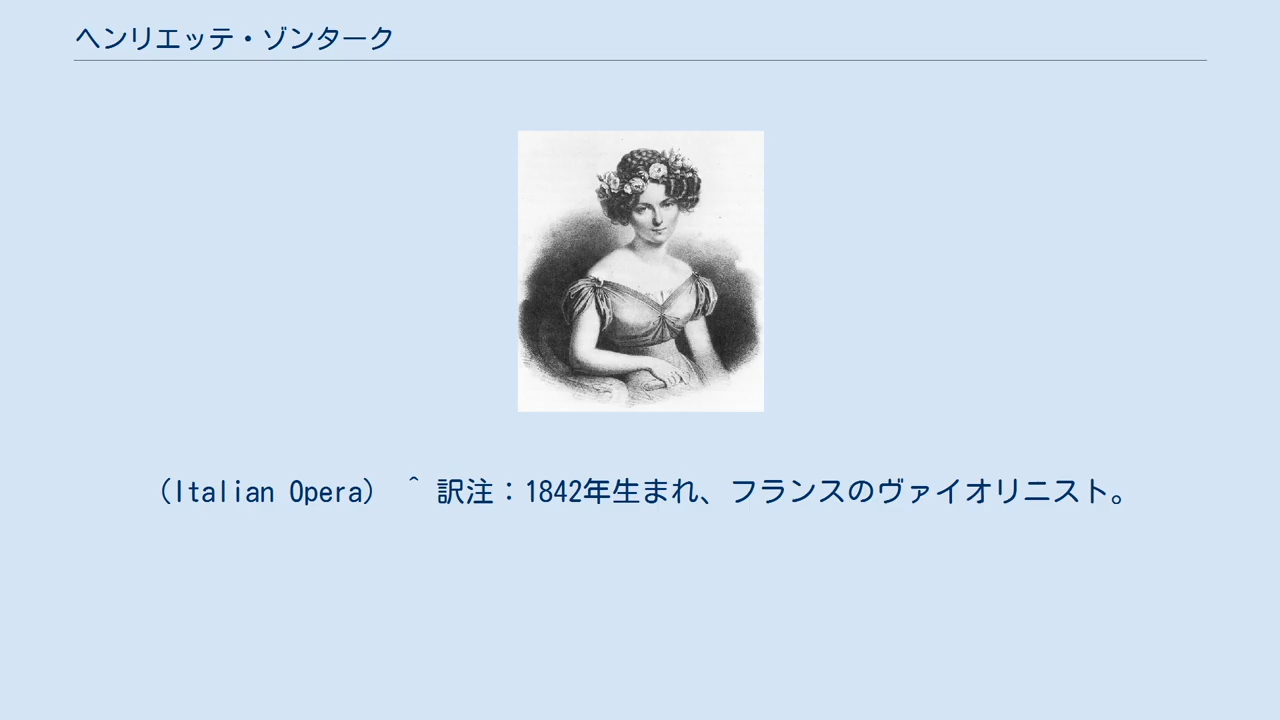 ヘンリエッテ・ゾンターク
（Italian Opera） ^ 訳注：1842年生まれ、フランスのヴァイオリニスト。